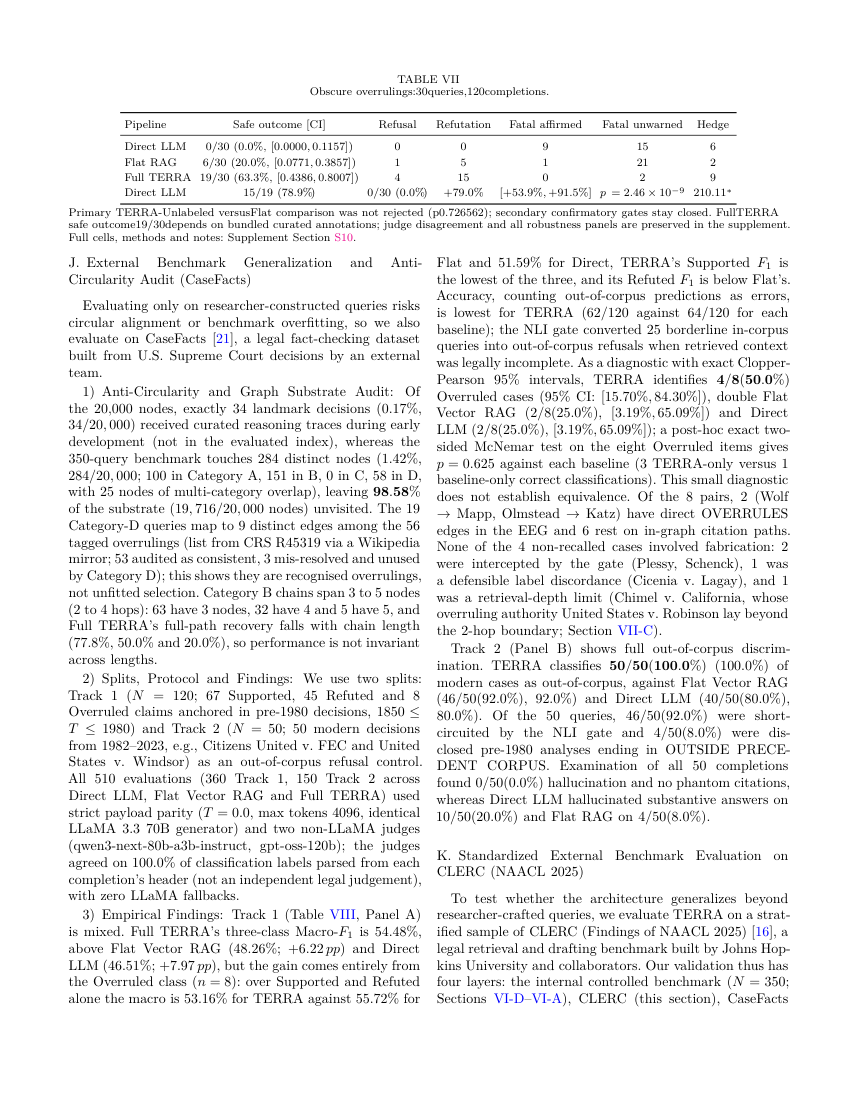 TABLE VII
Obscure overrulings:30queries,120completions.
Pipeline Safe outcome [CI] Refusal Refutation Fatal affirmed Fatal unwarned Hedge
Direct LLM 0/30 (0.0%, [0.0000,0.1157]) 0 0 9 15 6
Flat RAG 6/30 (20.0%, [0.0771,0.3857]) 1 5 1 21 2
Full TERRA 19/30 (63.3%, [0.4386,0.8007]) 4 15 0 2 9
Direct LLM 15/19 (78.9%) 0/30 (0.0%) +79.0% [+53.9%,+91.5%] p = 2.46 × 10⁻⁹ 210.11*
Primary TERRA-Unlabeled versusFlat comparison was not rejected (p0.726562); secondary confirmatory gates stay closed. FullTERRA
safe outcome19/30depends on bundled curated annotations; judge disagreement and all robustness panels are preserved in the supplement.
Full cells, methods and notes: Supplement Section S10.
J. External Benchmark Generalization and Anti-
Circularity Audit (CaseFacts)
Evaluating only on researcher-constructed queries risks
circular alignment or benchmark overfitting, so we also
evaluate on CaseFacts [21], a legal fact-checking dataset
built from U.S. Supreme Court decisions by an external
team.
1) Anti-Circularity and Graph Substrate Audit: Of
the 20,000 nodes, exactly 34 landmark decisions (0.17%,
34/20,000) received curated reasoning traces during early
development (not in the evaluated index), whereas the
350-query benchmark touches 284 distinct nodes (1.42%,
284/20,000; 100 in Category A, 151 in B, 0 in C, 58 in D,
with 25 nodes of multi-category overlap), leaving 98.58%
of the substrate (19,716/20,000 nodes) unvisited. The 19
Category-D queries map to 9 distinct edges among the 56
tagged overrulings (list from CRS R45319 via a Wikipedia
mirror; 53 audited as consistent, 3 mis-resolved and unused
by Category D); this shows they are recognised overrulings,
not unfitted selection. Category B chains span 3 to 5 nodes
(2 to 4 hops): 63 have 3 nodes, 32 have 4 and 5 have 5, and
Full TERRA's full-path recovery falls with chain length
(77.8%, 50.0% and 20.0%), so performance is not invariant
across lengths.
2) Splits, Protocol and Findings: We use two splits:
Track 1 (N = 120; 67 Supported, 45 Refuted and 8
Overruled claims anchored in pre-1980 decisions, 1850 ≤
T ≤ 1980) and Track 2 (N = 50; 50 modern decisions
from 1982–2023, e.g., Citizens United v. FEC and United
States v. Windsor) as an out-of-corpus refusal control.
All 510 evaluations (360 Track 1, 150 Track 2 across
Direct LLM, Flat Vector RAG and Full TERRA) used
strict payload parity (T = 0.0, max tokens 4096, identical
LLaMA 3.3 70B generator) and two non-LLaMA judges
(qwen3-next-80b-a3b-instruct, gpt-oss-120b); the judges
agreed on 100.0% of classification labels parsed from each
completion's header (not an independent legal judgement),
with zero LLaMA fallbacks.
3) Empirical Findings: Track 1 (Table VIII, Panel A)
is mixed. Full TERRA's three-class Macro-F₁ is 54.48%,
above Flat Vector RAG (48.26%; +6.22 pp) and Direct
LLM (46.51%; +7.97 pp), but the gain comes entirely from
the Overruled class (n = 8): over Supported and Refuted
alone the macro is 53.16% for TERRA against 55.72% for
Flat and 51.59% for Direct, TERRA's Supported F₁ is
the lowest of the three, and its Refuted F₁ is below Flat's.
Accuracy, counting out-of-corpus predictions as errors,
is lowest for TERRA (62/120 against 64/120 for each
baseline); the NLI gate converted 25 borderline in-corpus
queries into out-of-corpus refusals when retrieved context
was legally incomplete. As a diagnostic with exact Clopper-
Pearson 95% intervals, TERRA identifies 4/8(50.0%)
Overruled cases (95% CI: [15.70%, 84.30%]), double Flat
Vector RAG (2/8(25.0%), [3.19%, 65.09%]) and Direct
LLM (2/8(25.0%), [3.19%, 65.09%]); a post-hoc exact two-
sided McNemar test on the eight Overruled items gives
p = 0.625 against each baseline (3 TERRA-only versus 1
baseline-only correct classifications). This small diagnostic
does not establish equivalence. Of the 8 pairs, 2 (Wolf
→ Mapp, Olmstead → Katz) have direct OVERRULES
edges in the EEG and 6 rest on in-graph citation paths.
None of the 4 non-recalled cases involved fabrication: 2
were intercepted by the gate (Plessy, Schenck), 1 was
a defensible label discordance (Cicenia v. Lagay), and 1
was a retrieval-depth limit (Chimel v. California, whose
overruling authority United States v. Robinson lay beyond
the 2-hop boundary; Section VII-C).
Track 2 (Panel B) shows full out-of-corpus discrim-
ination. TERRA classifies 50/50(100.0%) (100.0%) of
modern cases as out-of-corpus, against Flat Vector RAG
(46/50(92.0%), 92.0%) and Direct LLM (40/50(80.0%),
80.0%). Of the 50 queries, 46/50(92.0%) were short-
circuited by the NLI gate and 4/50(8.0%) were dis-
closed pre-1980 analyses ending in OUTSIDE PRECE-
DENT CORPUS. Examination of all 50 completions
found 0/50(0.0%) hallucination and no phantom citations,
whereas Direct LLM hallucinated substantive answers on
10/50(20.0%) and Flat RAG on 4/50(8.0%).
K. Standardized External Benchmark Evaluation on
CLERC (NAACL 2025)
To test whether the architecture generalizes beyond
researcher-crafted queries, we evaluate TERRA on a strat-
ified sample of CLERC (Findings of NAACL 2025) [16], a
legal retrieval and drafting benchmark built by Johns Hop-
kins University and collaborators. Our validation thus has
four layers: the internal controlled benchmark (N = 350;
Sections VI-D–VI-A), CLERC (this section), CaseFacts